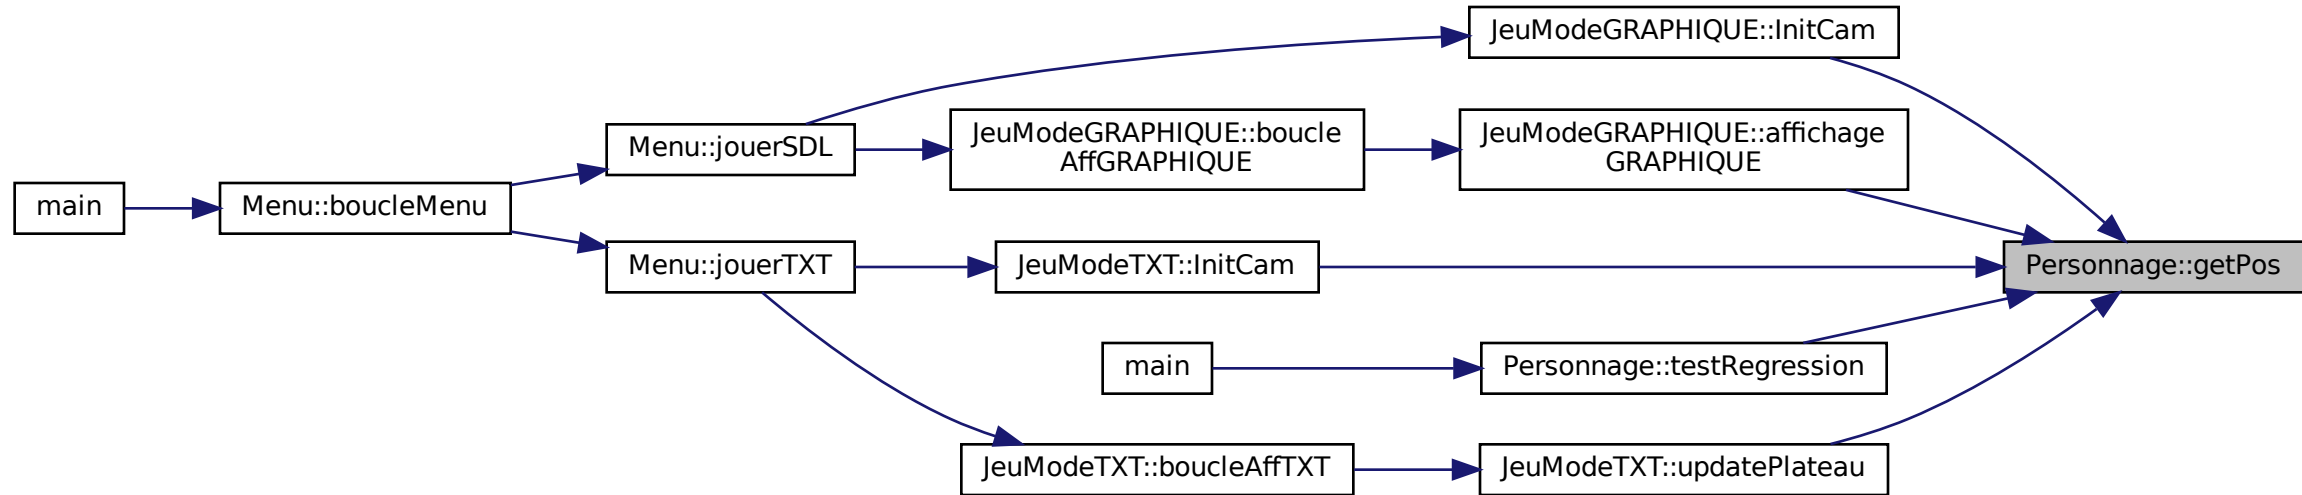 JeuModeGRAPHIQUE::InitCam
Menu::jouerSDL
JeuModeGRAPHIQUE::boucle
AffGRAPHIQUE
JeuModeGRAPHIQUE::affichage
GRAPHIQUE
main
Menu::boucleMenu
Menu::jouerTXT
JeuModeTXT::InitCam
Personnage::getPos
main
Personnage::testRegression
JeuModeTXT::boucleAffTXT
JeuModeTXT::updatePlateau